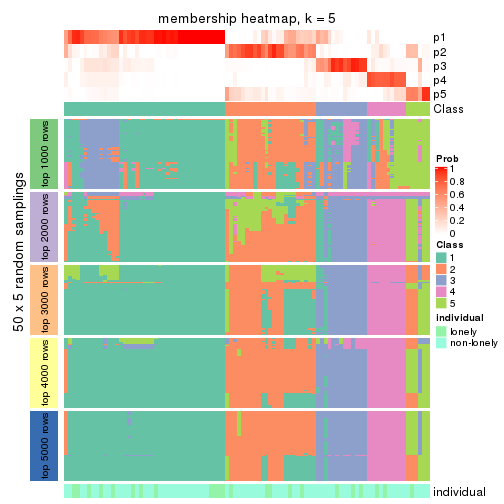 membership heatmap, k = 5
p1
p2
p3
p4
p5
Class
50 x 5 random samplings
top 1000 rows
top 2000 rows
top 3000 rows
top 4000 rows
top 5000 rows
Prob
1
0.8
0.6
0.4
0.2
0
Class
1
2
3
4
5
individual
lonely
non-lonely
individual